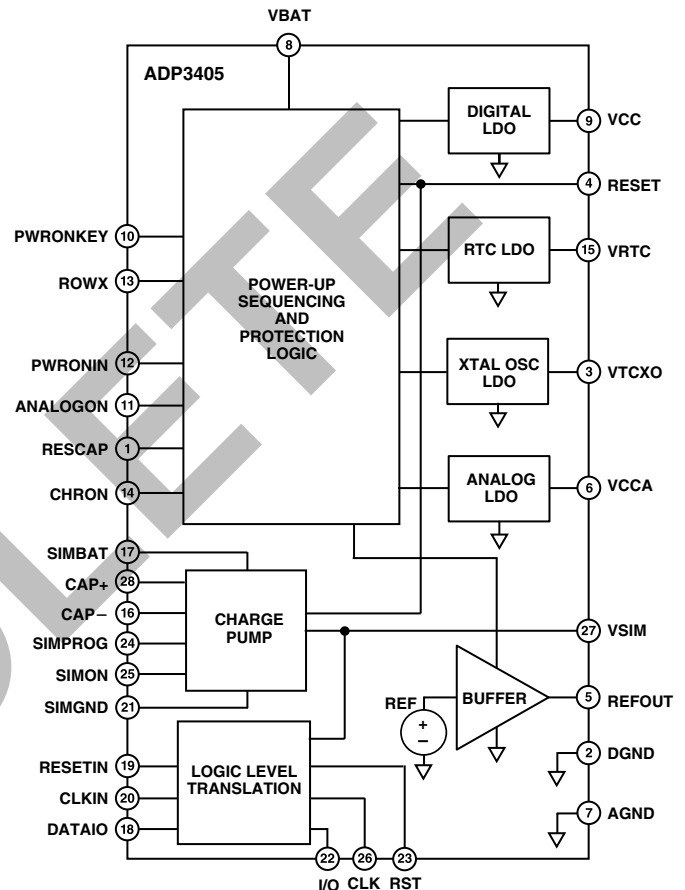 VBAT
8
ADP3405
DIGITAL
LDO
9 VCC
4 RESET
PWRONKEY 10
RTC LDO
15 VRTC
ROWX 13
POWER-UP
SEQUENCING
AND
PROTECTION
LOGIC
PWRONIN 12
XTAL OSC
LDO
3 VTCXO
ANALOGON 11
RESCAP 1
CHRON 14
ANALOG
LDO
6 VCCA
SIMBAT 17
CAP+ 28
CAP– 16
CHARGE
PUMP
SIMPROG 24
27 VSIM
SIMON 25
SIMGND 21
REF
+
–
BUFFER
5 REFOUT
2 DGND
RESETIN 19
LOGIC LEVEL
TRANSLATION
CLKIN 20
DATAIO 18
7 AGND
22 26 23
I/O CLK RST
LETE